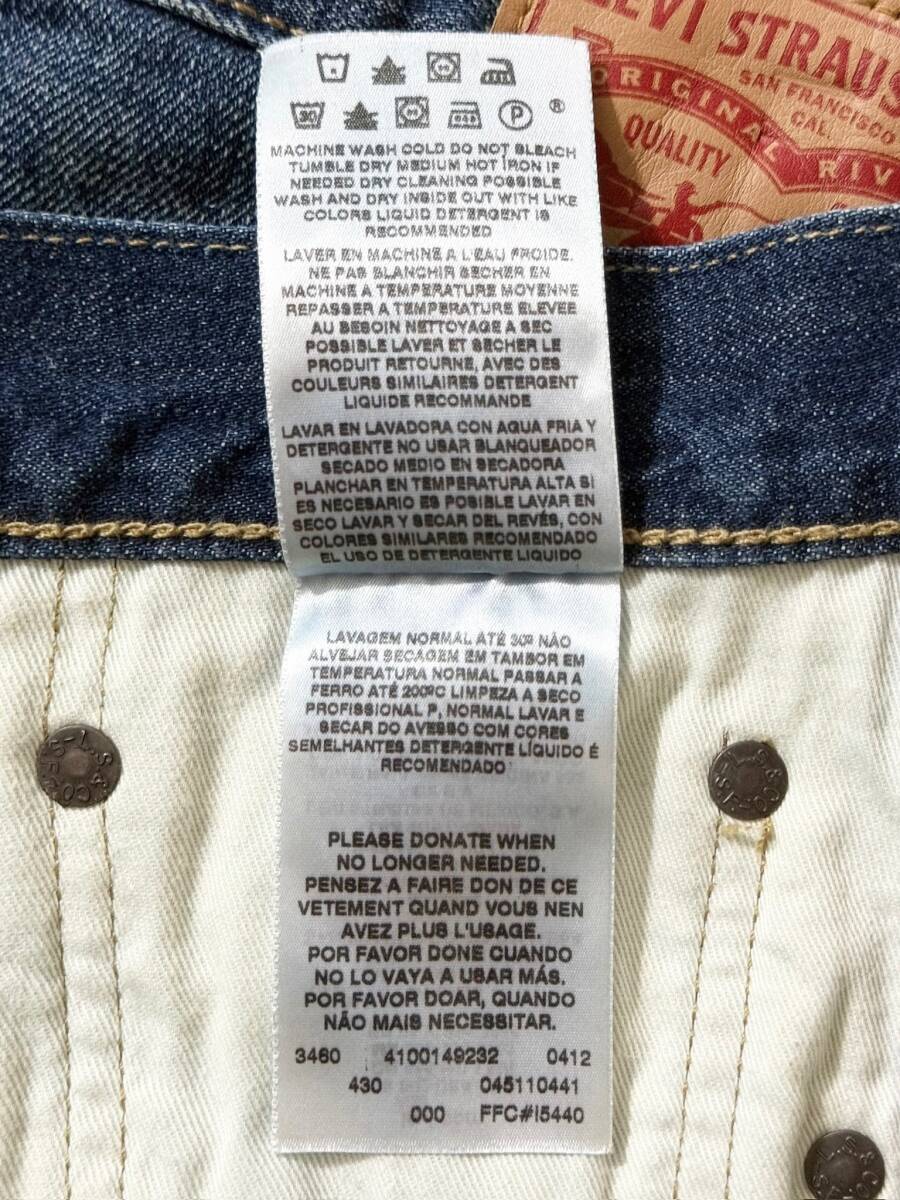 LEVI STRAUS
SAN FRANCISCO
CAL.
ORIGINAL RIV
QUALITY
30
P
®
MACHINE WASH COLD DO NOT BLEACH
TUMBLE DRY MEDIUM HOT IRON IF
NEEDED DRY CLEANING POSSIBLE
WASH AND DRY INSIDE OUT WITH LIKE
COLORS LIQUID DETERGENT IS
RECOMMENDED
LAVER EN MACHINE A L'EAU FROIDE.
NE PAS BLANCHIR SECHER EN
MACHINE A TEMPERATURE MOYENNE
REPASSER A TEMPERATURE ELEVEE
AU BESOIN NETTOYAGE A SEC
POSSIBLE LAVER ET SECHER LE
PRODUIT RETOURNE, AVEC DES
COULEURS SIMILAIRES DETERGENT
LIQUIDE RECOMMANDE
LAVAR EN LAVADORA CON AGUA FRIA Y
DETERGENTE NO USAR BLANQUEADOR
SECADO MEDIO EN SECADORA
PLANCHAR EN TEMPERATURA ALTA SI
ES NECESARIO ES POSIBLE LAVAR EN
SECO LAVAR Y SECAR DEL REVÉS, CON
COLORES SIMILARES RECOMENDADO
EL USO DE DETERGENTE LIQUIDO
LAVAGEM NORMAL ATÉ 30º NÃO
ALVEJAR SECAGEM EM TAMBOR EM
TEMPERATURA NORMAL PASSAR A
FERRO ATÉ 200ºC LIMPEZA A SECO
PROFISSIONAL P, NORMAL LAVAR E
SECAR DO AVESSO COM CORES
SEMELHANTES DETERGENTE LÍQUIDO É
RECOMENDADO
PLEASE DONATE WHEN
NO LONGER NEEDED.
PENSEZ A FAIRE DON DE CE
VETEMENT QUAND VOUS NEN
AVEZ PLUS L'USAGE.
POR FAVOR DONE CUANDO
NO LO VAYA A USAR MÁS.
POR FAVOR DOAR, QUANDO
NÃO MAIS NECESSITAR.
3460 4100149232 0412
430 045110441
000 FFC#I5440
L.S.&CO.-S.F.-
L.S.&CO.-S.F.-